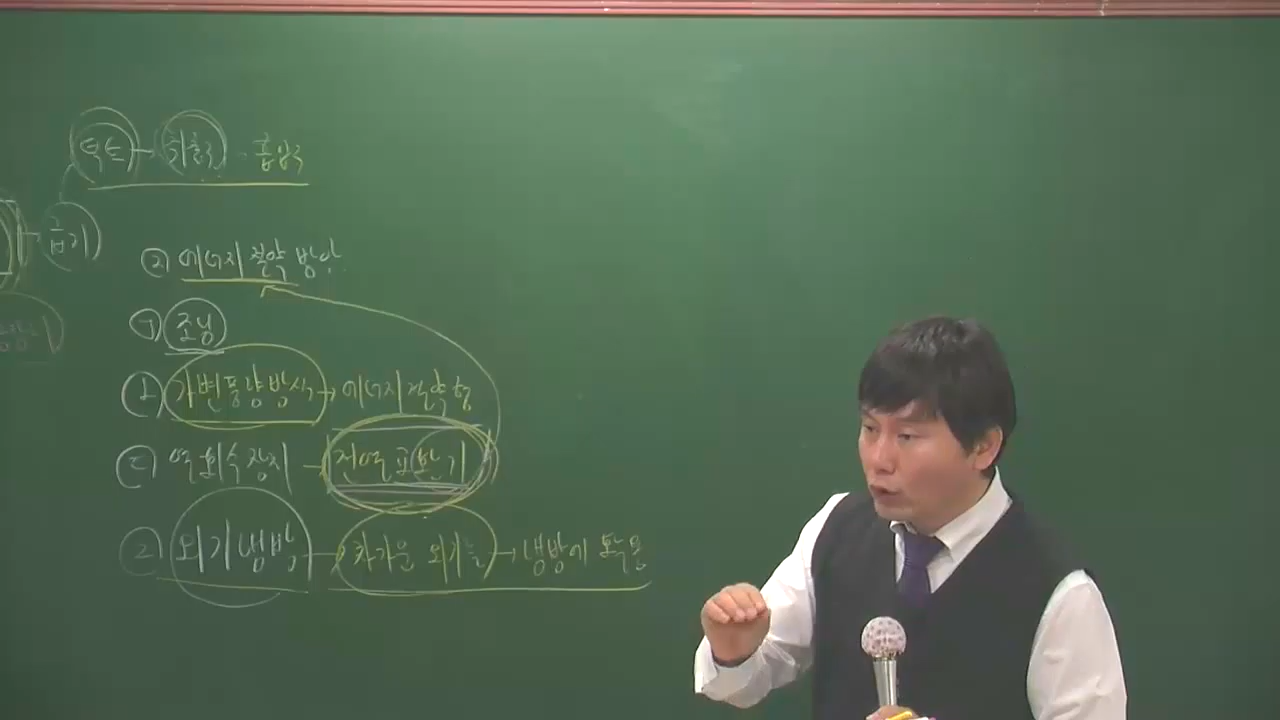 덕트 → 취출구 - 흡입구
급기
② 에너지 절약 방안
㉠ 조닝
㉡ 가변풍량방식 → 에너지절약형
㉢ 열회수장치 - 전열교환기
㉣ 외기냉방 → 차가운 외기를 → 냉방에